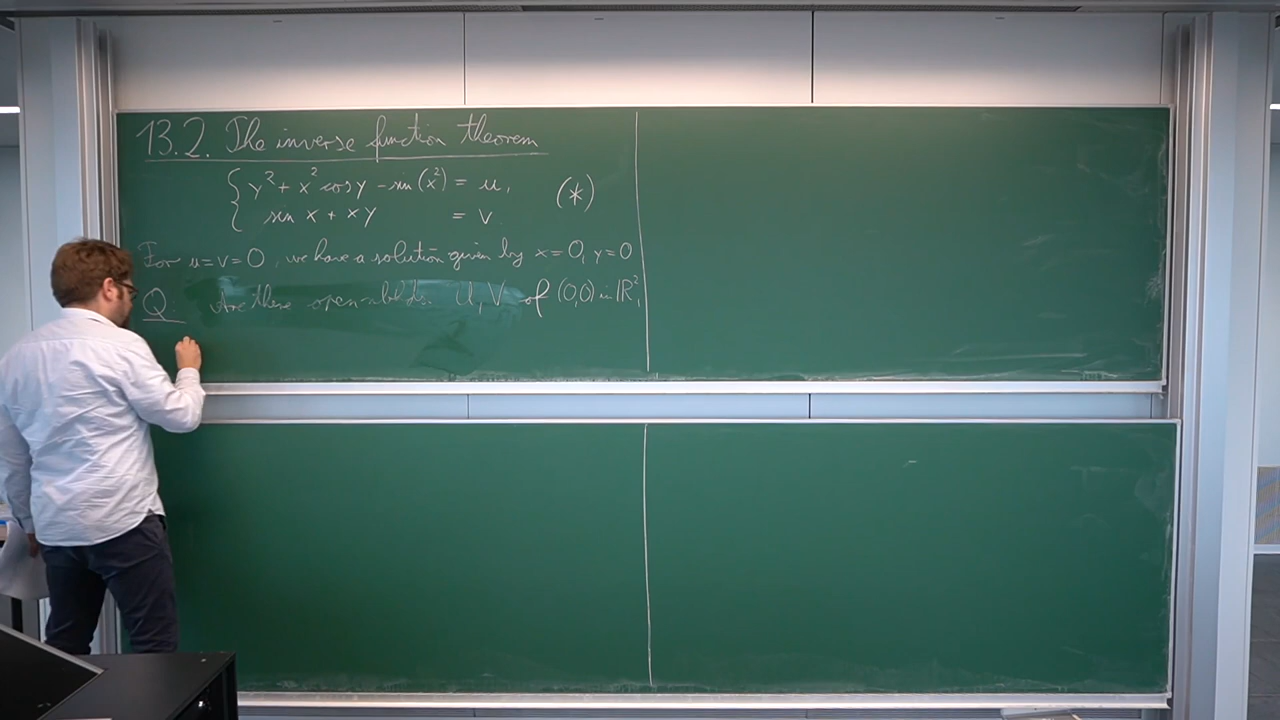 13.2. The inverse function theorem
{ y² + x² cos y - sin (x²) = u, (*)
sin x + xy = v.
For u=v=0, we have a solution given by x=0, y=0
Q: Are there open nbhds. U, V of (0,0) in ℝ²,